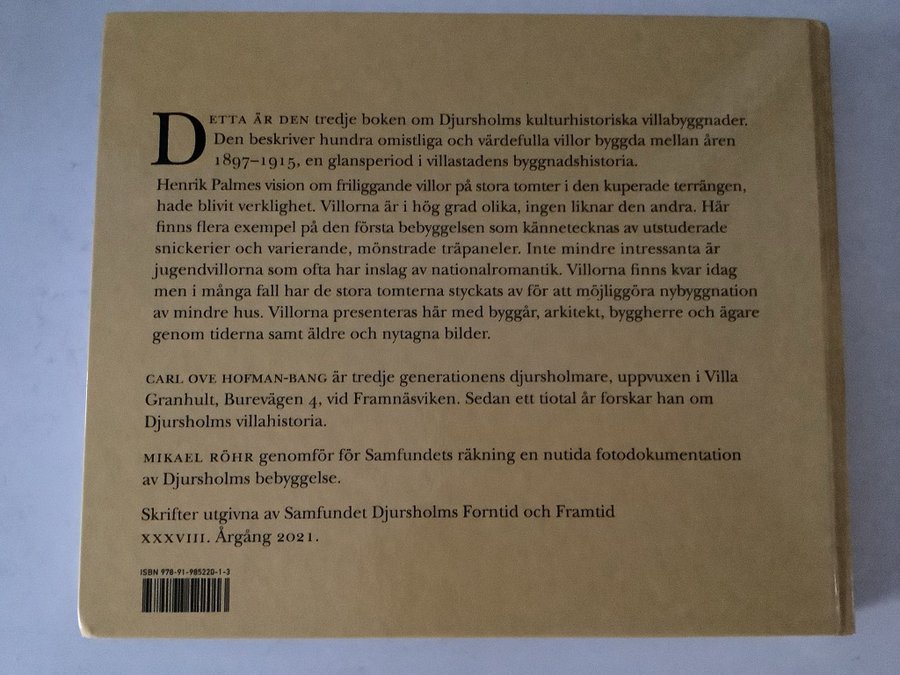 DETTA ÄR DEN tredje boken om Djursholms kulturhistoriska villabyggnader.
Den beskriver hundra omistliga och värdefulla villor byggda mellan åren
1897–1915, en glansperiod i villastadens byggnadshistoria.
Henrik Palmes vision om friliggande villor på stora tomter i den kuperade terrängen,
hade blivit verklighet. Villorna är i hög grad olika, ingen liknar den andra. Här
finns flera exempel på den första bebyggelsen som kännetecknas av utstuderade
snickerier och varierande, mönstrade träpaneler. Inte mindre intressanta är
jugendvillorna som ofta har inslag av nationalromantik. Villorna finns kvar idag
men i många fall har de stora tomterna styckats av för att möjliggöra nybyggnation
av mindre hus. Villorna presenteras här med byggår, arkitekt, byggherre och ägare
genom tiderna samt äldre och nytagna bilder.
CARL OVE HOFMAN-BANG är tredje generationens djursholmare, uppvuxen i Villa
Granhult, Burevägen 4, vid Framnäsviken. Sedan ett tiotal år forskar han om
Djursholms villahistoria.
MIKAEL RÖHR genomför för Samfundets räkning en nutida fotodokumentation
av Djursholms bebyggelse.
Skrifter utgivna av Samfundet Djursholms Forntid och Framtid
XXXVIII. Årgång 2021.
ISBN 978-91-985220-1-3